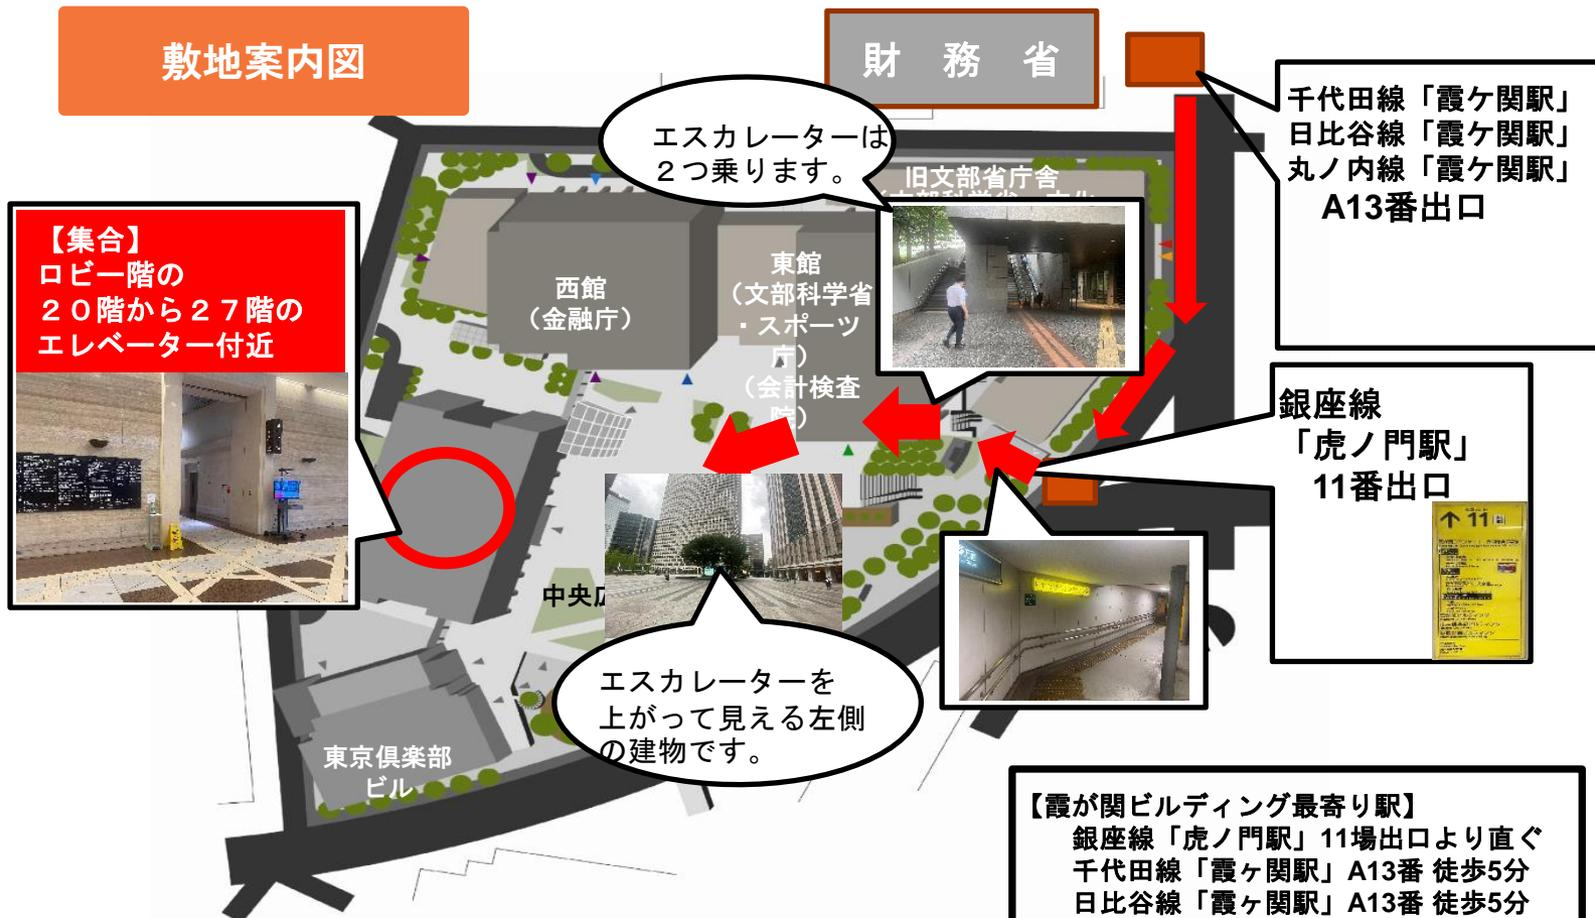 敷地案内図
財 務 省
千代田線「霞ケ関駅」
日比谷線「霞ケ関駅」
丸ノ内線「霞ケ関駅」
A13番出口
エスカレーターは
２つ乗ります。
旧文部省庁舎
【集合】
ロビー階の
２０階から２７階の
エレベーター付近
西館
（金融庁）
東館
（文部科学省
・スポーツ
庁）
（会計検査
院）
銀座線
「虎ノ門駅」
11番出口
↑ 11
中央広
エスカレーターを
上がって見える左側
の建物です。
東京倶楽部
ビル
【霞が関ビルディング最寄り駅】
銀座線「虎ノ門駅」11場出口より直ぐ
千代田線「霞ヶ関駅」A13番 徒歩5分
日比谷線「霞ヶ関駅」A13番 徒歩5分